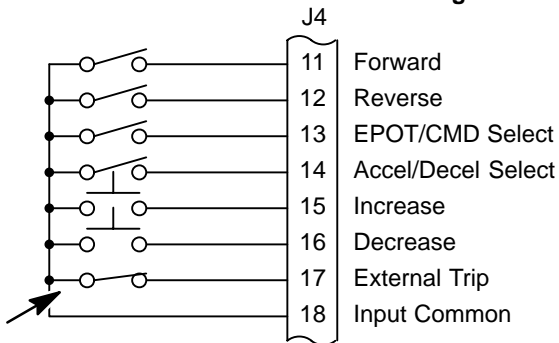 J4
11 Forward
12 Reverse
13 EPOT/CMD Select
14 Accel/Decel Select
15 Increase
16 Decrease
17 External Trip
18 Input Common